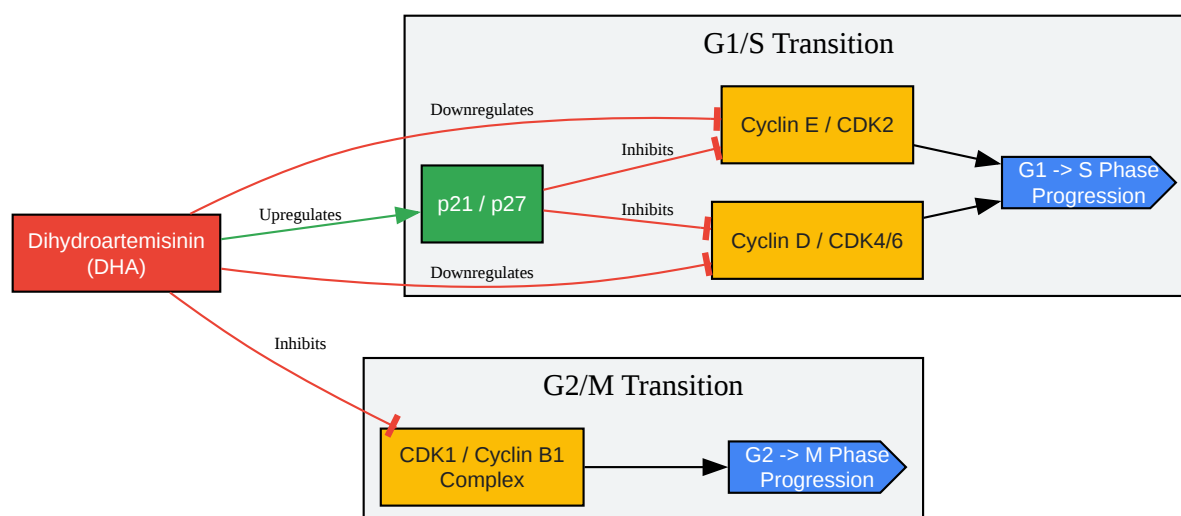 G1/S Transition
Downregulates
Cyclin E / CDK2
Inhibits
G1 -> S Phase
Progression
p21 / p27
Upregulates
Inhibits
Dihydroartemisinin
(DHA)
Cyclin D / CDK4/6
Downregulates
Inhibits
G2/M Transition
CDK1 / Cyclin B1
Complex
G2 -> M Phase
Progression